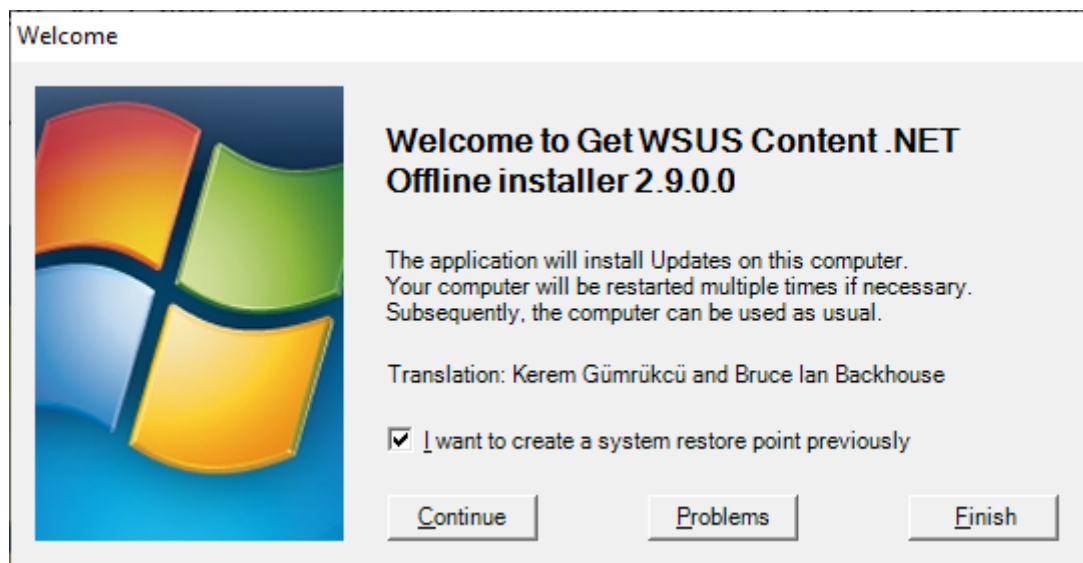 Welcome
Welcome to Get WSUS Content .NET
Offline installer 2.9.0.0
The application will install Updates on this computer.
Your computer will be restarted multiple times if necessary.
Subsequently, the computer can be used as usual.
Translation: Kerem Gümrükcü and Bruce Ian Backhouse
I want to create a system restore point previously
Continue
Problems
Finish